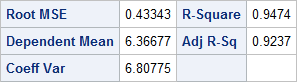 Root MSE 0.43343 R-Square 0.9474
Dependent Mean 6.36677 Adj R-Sq 0.9237
Coeff Var 6.80775